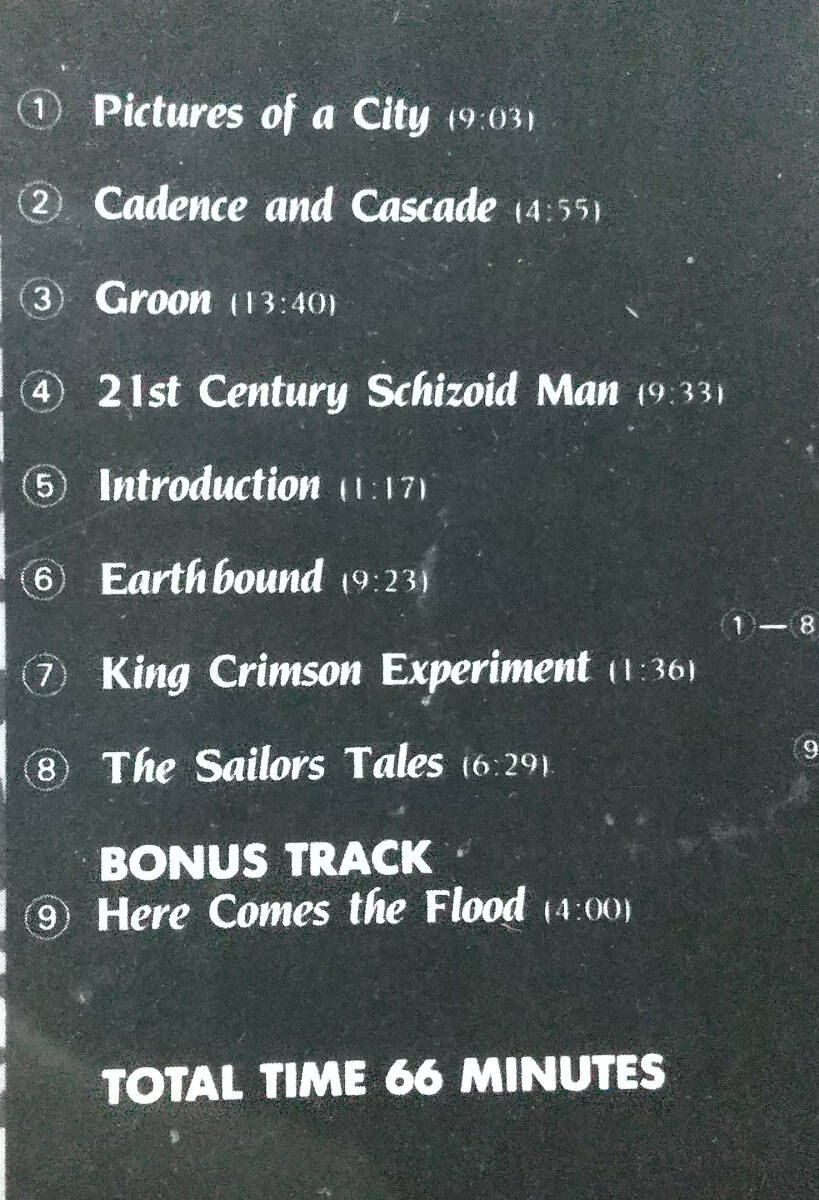 ① Pictures of a City (9:03)
② Cadence and Cascade (4:55)
③ Groon (13:40)
④ 21st Century Schizoid Man (9:33)
⑤ Introduction (1:17)
⑥ Earthbound (9:23)
①—⑧
⑦ King Crimson Experiment (1:36)
⑨
⑧ The Sailors Tales (6:29)
BONUS TRACK
⑨ Here Comes the Flood (4:00)
TOTAL TIME 66 MINUTES